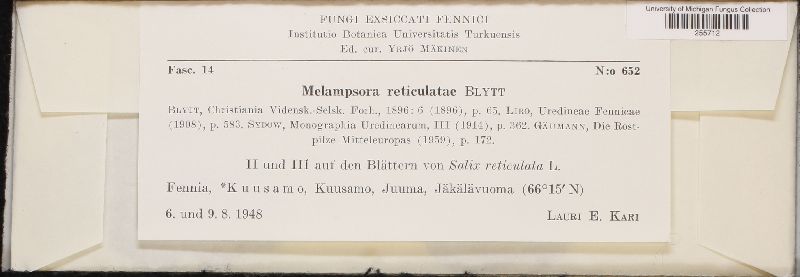 University of Michigan Fungus Collection
255712
FUNGI EXSICCATI FENNICI
Institutio Botanica Universitatis Turkuensis
Ed. cur. YRJÖ MÄKINEN
Fasc. 14 N:o 652
Melampsora reticulatae BLYTT
BLYTT, Christiania Vidensk.-Selsk. Forh., 1896: 6 (1896), p. 65, LIRO, Uredineae Fennicae
(1908), p. 583. SYDOW, Monographia Uredinearum, III (1914), p. 362. GÄUMANN, Die Rost-
pilze Mitteleuropas (1959), p. 172.
II und III auf den Blättern von Salix reticulata L.
Fennia, *Kuusamo, Kuusamo, Juuma, Jäkälävuoma (66°15′ N)
6. und 9. 8. 1948 LAURI E. KARI